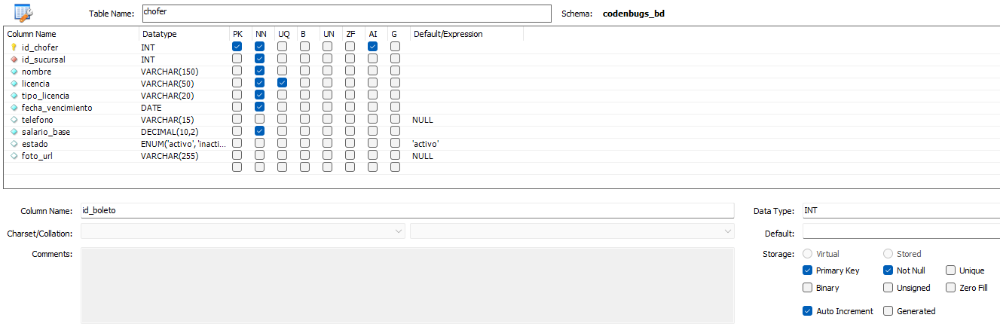 Table Name: chofer Schema: codenbugs_bd
Column Name Datatype PK NN UQ B UN ZF AI G Default/Expression
id_chofer INT
id_sucursal INT
nombre VARCHAR(150)
licencia VARCHAR(50)
tipo_licencia VARCHAR(20)
fecha_vencimiento DATE
telefono VARCHAR(15) NULL
salario_base DECIMAL(10,2)
estado ENUM('activo','inacti... 'activo'
foto_url VARCHAR(255) NULL
Column Name: id_boleto Data Type: INT
Charset/Collation: Default:
Comments: Storage: Virtual Stored
Primary Key Not Null Unique
Binary Unsigned Zero Fill
Auto Increment Generated